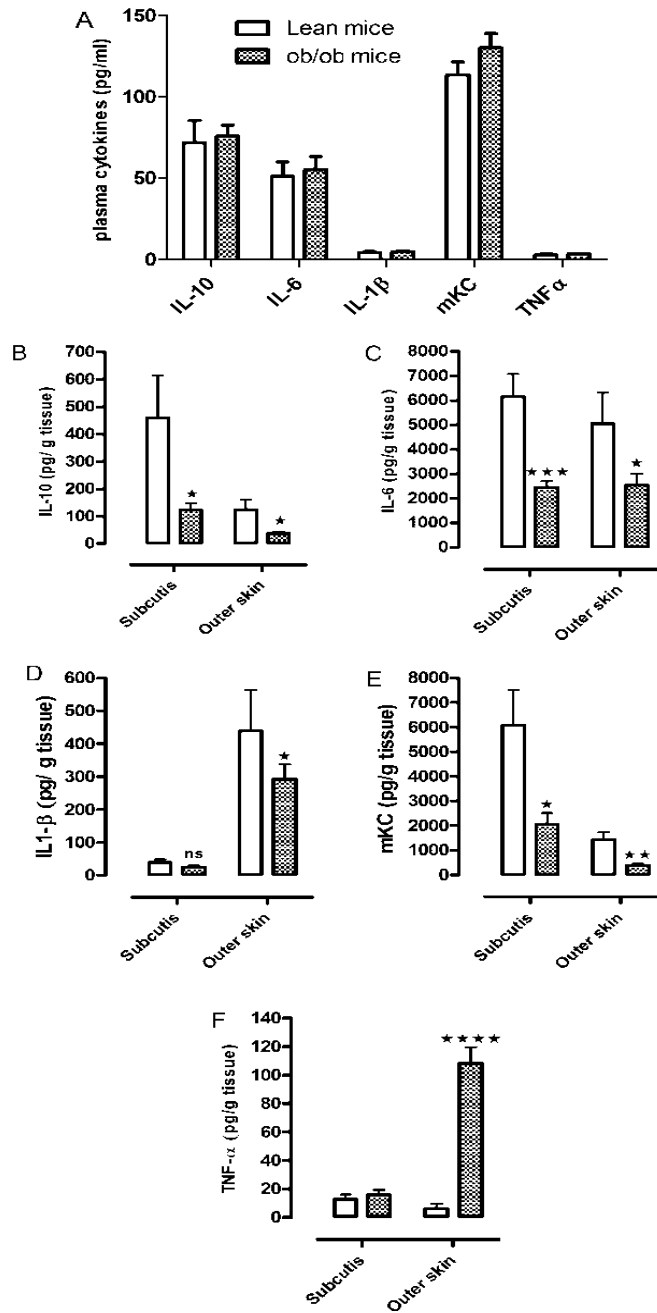 A
plasma cytokines (pg/ml)
150
100
50
0
Lean mice
ob/ob mice
IL-10
IL-6
IL-1β
mKC
TNFα
B
IL-10 (pg/ g tissue)
700
600
500
400
300
200
100
0
★
★
Subcutis
Outer skin
C
IL-6 (pg/g tissue)
8000
7000
6000
5000
4000
3000
2000
1000
0
★★★
★
Subcutis
Outer skin
D
IL1-β (pg/ g tissue)
600
500
400
300
200
100
0
ns
★
Subcutis
Outer skin
E
mKC (pg/g tissue)
8000
7000
6000
5000
4000
3000
2000
1000
0
★
★★
Subcutis
Outer skin
F
TNF-α (pg/g tissue)
140
120
100
80
60
40
20
0
★★★★
Subcutis
Outer skin